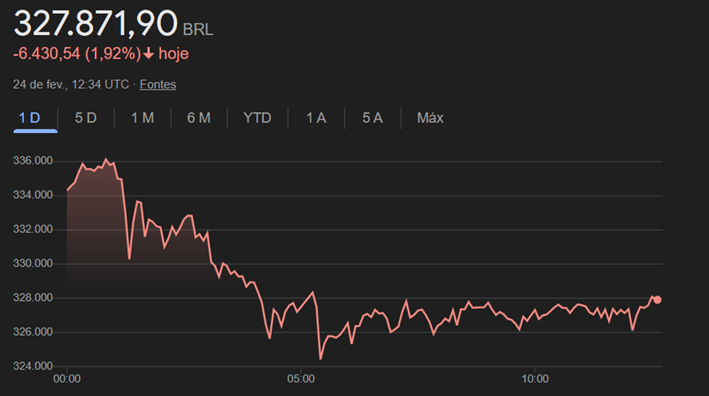 327.871,90 BRL
-6.430,54 (1,92%)↓ hoje
24 de fev., 12:34 UTC · Fontes
1 D 5 D 1 M 6 M YTD 1 A 5 A Máx
336.000
334.000
332.000
330.000
328.000
326.000
324.000
00:00 05:00 10:00